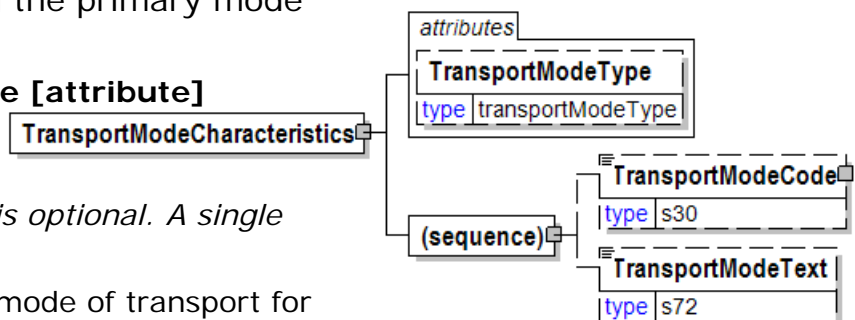 the primary mode
e [attribute]
is optional. A single
mode of transport for
TransportModeCharacteristics
attributes
TransportModeType
type transportModeType
(sequence)
TransportModeCode
type s30
TransportModeText
type s72